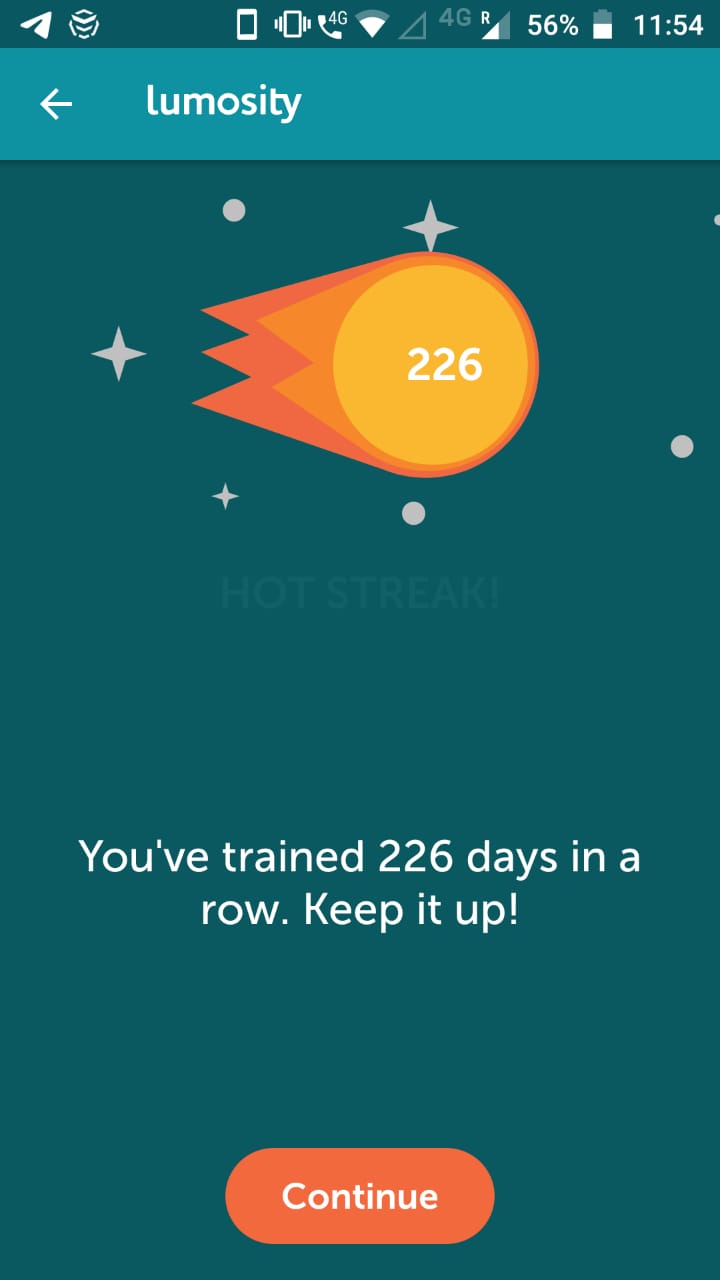 4G 4G R 56% 11:54
lumosity
226
HOT STREAK!
You've trained 226 days in a
row. Keep it up!
Continue